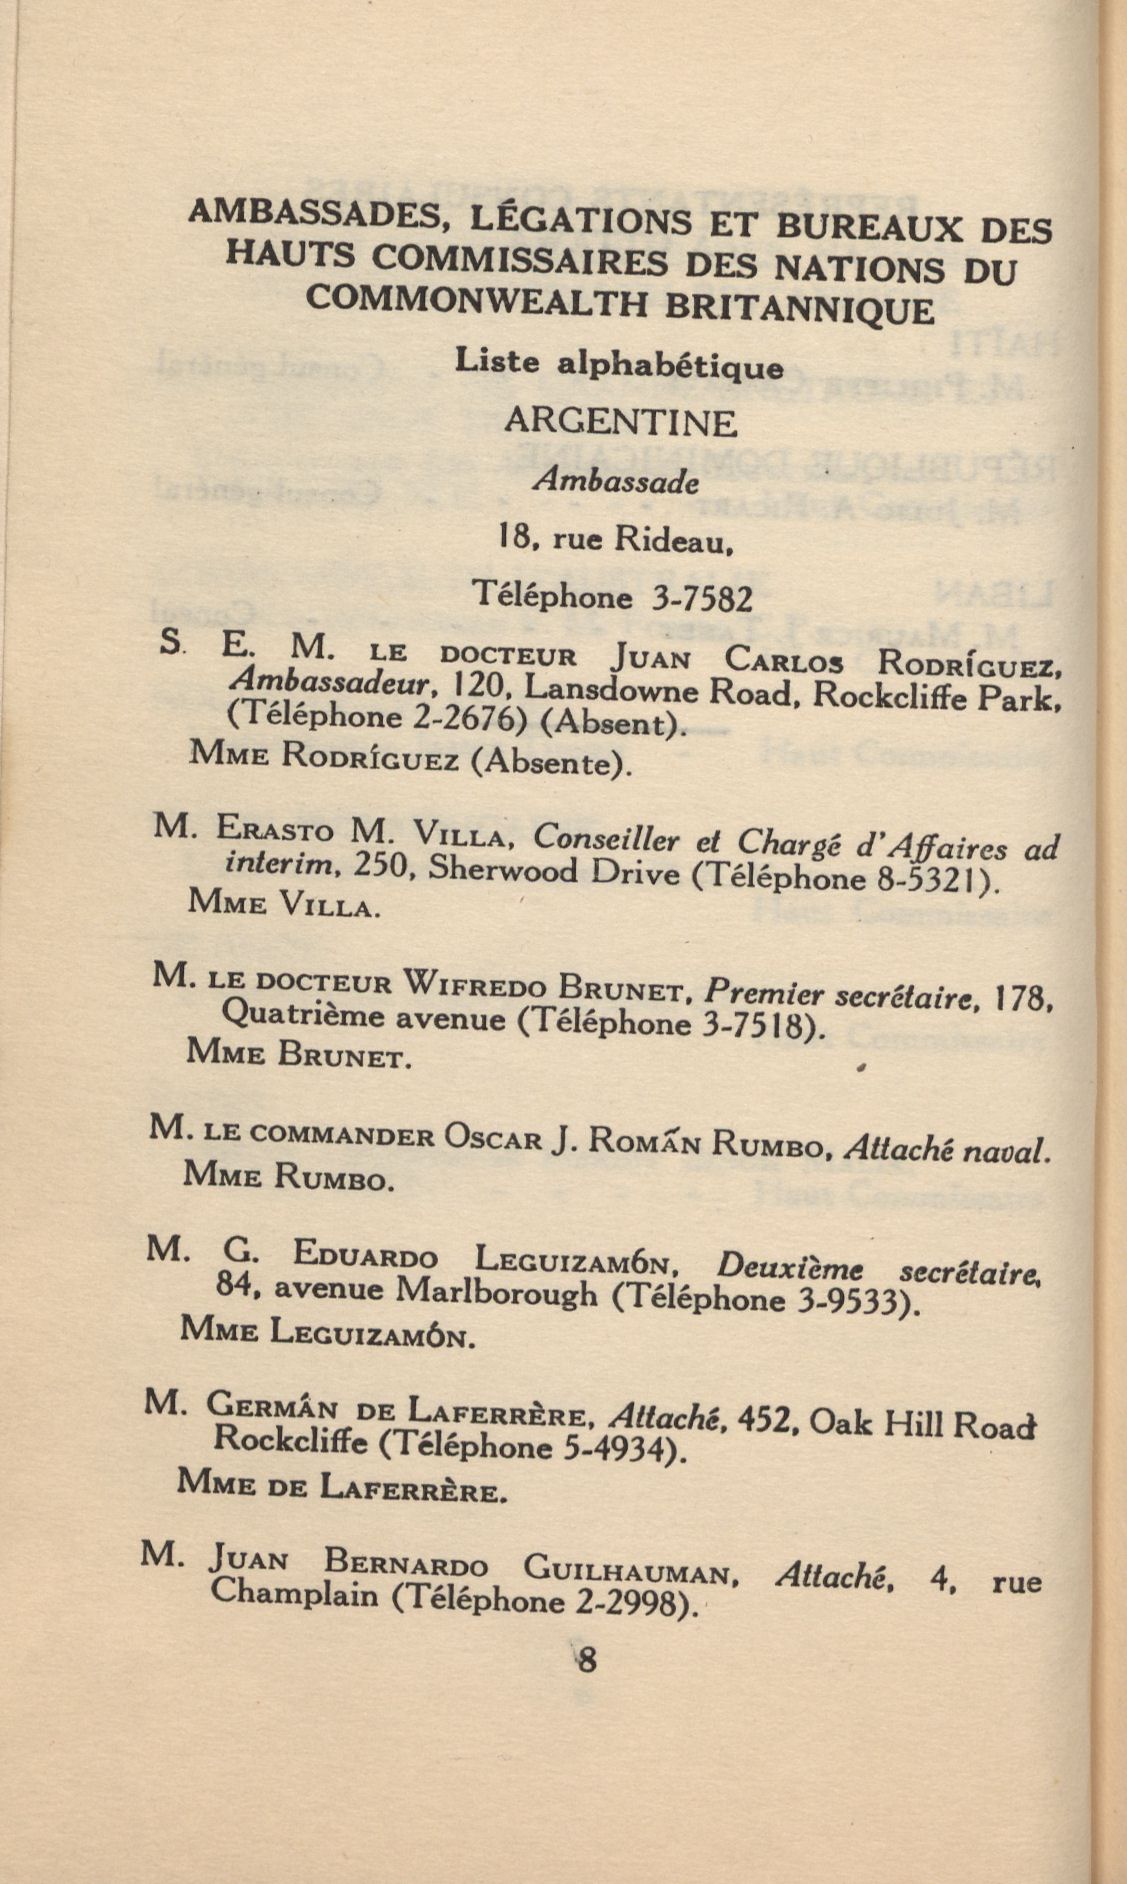 AMBASSADES, LÉGATIONS ET BUREAUX DES
HAUTS COMMISSAIRES DES NATIONS DU
COMMONWEALTH BRITANNIQUE
Liste alphabétique
ARGENTINE
Ambassade
18, rue Rideau,
Téléphone 3-7582
S. E. M. LE DOCTEUR JUAN CARLOS RODRÍGUEZ,
Ambassadeur, 120, Lansdowne Road, Rockcliffe Park,
(Téléphone 2-2676) (Absent).
MME RODRÍGUEZ (Absente).
M. ERASTO M. VILLA, Conseiller et Chargé d'Affaires ad
interim, 250, Sherwood Drive (Téléphone 8-5321).
MME VILLA.
M. LE DOCTEUR WIFREDO BRUNET, Premier secrétaire, 178,
Quatrième avenue (Téléphone 3-7518).
MME BRUNET.
M. LE COMMANDER OSCAR J. ROMÃN RUMBO, Attaché naval.
MME RUMBO.
M. G. EDUARDO LEGUIZAMÓN, Deuxième secrétaire,
84, avenue Marlborough (Téléphone 3-9533).
MME LEGUIZAMÓN.
M. GERMÁN DE LAFERRÈRE, Attaché, 452, Oak Hill Road
Rockcliffe (Téléphone 5-4934).
MME DE LAFERRÈRE.
M. JUAN BERNARDO GUILHAUMAN, Attaché, 4, rue
Champlain (Téléphone 2-2998).
8